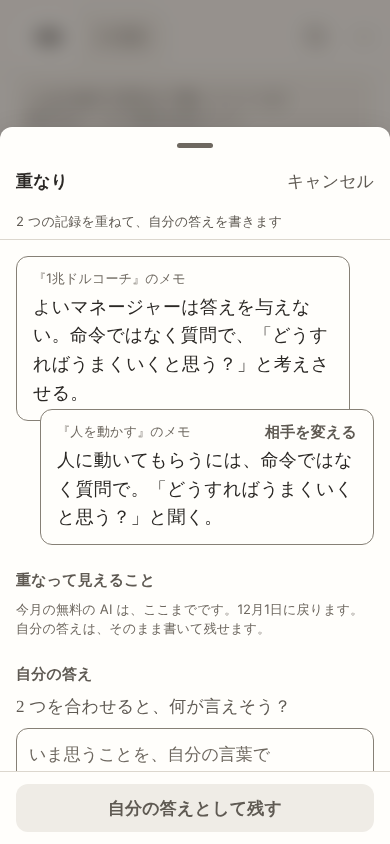 重なり
キャンセル
2 つの記録を重ねて、自分の答えを書きます
『1兆ドルコーチ』のメモ
よいマネージャーは答えを与えな
い。命令ではなく質問で、「どうす
ればうまくいくと思う？」と考えさ
せる。
『人を動かす』のメモ
相手を変える
人に動いてもらうには、命令ではな
く質問で。「どうすればうまくいく
と思う？」と聞く。
重なって見えること
今月の無料の AI は、ここまでです。12月1日に戻ります。
自分の答えは、そのまま書いて残せます。
自分の答え
2 つを合わせると、何が言えそう？
いま思うことを、自分の言葉で
自分の答えとして残す